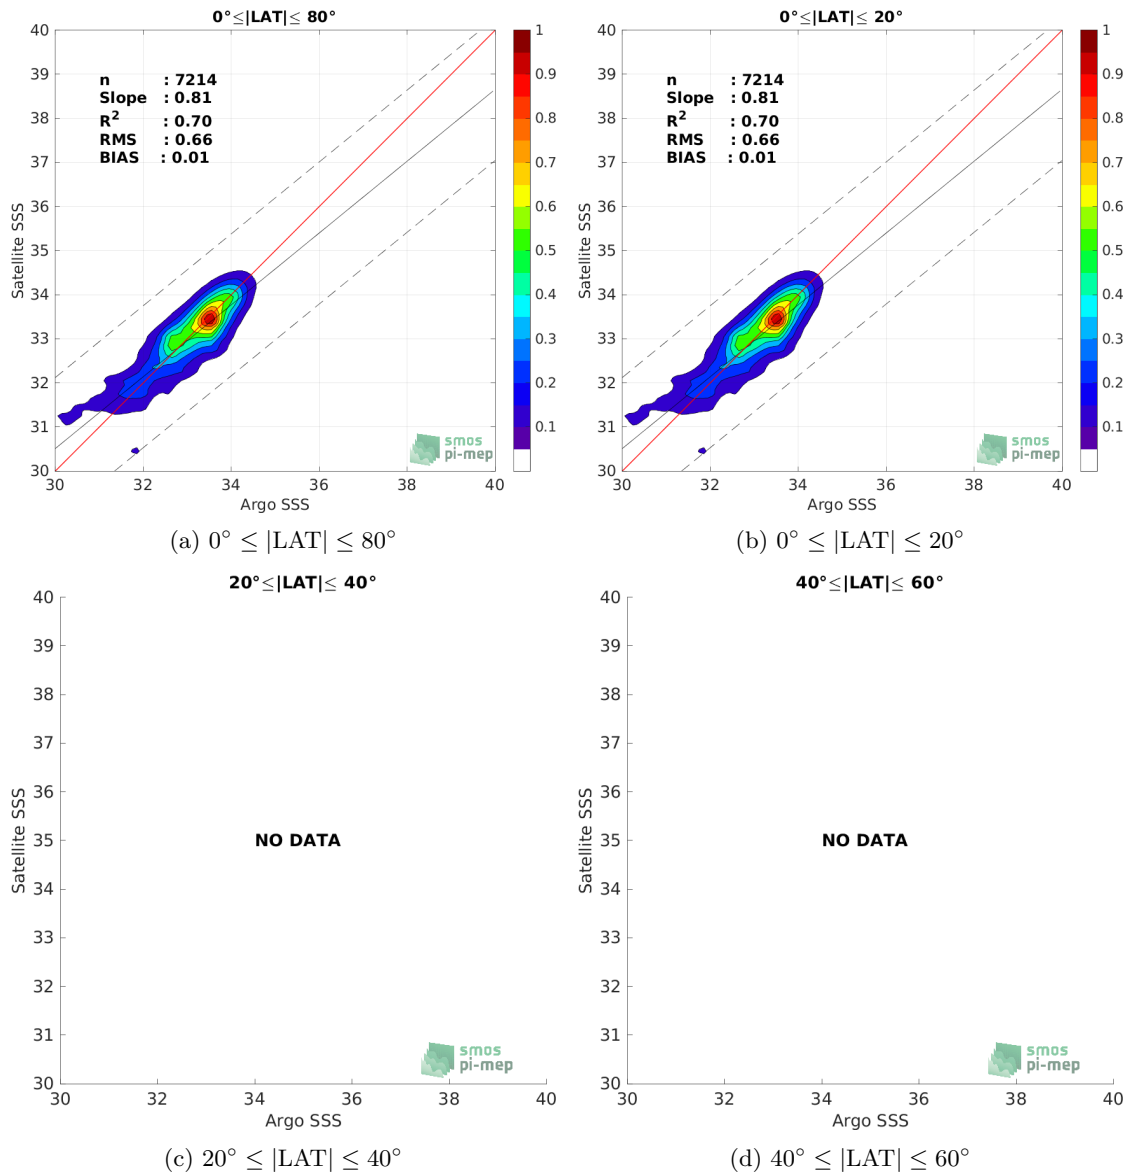 0°≤|LAT|≤ 80°
40
39
38
37
36
35
34
33
32
31
30
Satellite SSS
n : 7214
Slope : 0.81
R² : 0.70
RMS : 0.66
BIAS : 0.01
1
0.9
0.8
0.7
0.6
0.5
0.4
0.3
0.2
0.1
smos
pi-mep
30 32 34 36 38 40
Argo SSS
(a) 0° ≤ |LAT| ≤ 80°
0°≤|LAT|≤ 20°
40
39
38
37
36
35
34
33
32
31
30
Satellite SSS
n : 7214
Slope : 0.81
R² : 0.70
RMS : 0.66
BIAS : 0.01
1
0.9
0.8
0.7
0.6
0.5
0.4
0.3
0.2
0.1
smos
pi-mep
30 32 34 36 38 40
Argo SSS
(b) 0° ≤ |LAT| ≤ 20°
20°≤|LAT|≤ 40°
40
39
38
37
36
35
34
33
32
31
30
Satellite SSS
NO DATA
smos
pi-mep
30 32 34 36 38 40
Argo SSS
(c) 20° ≤ |LAT| ≤ 40°
40°≤|LAT|≤ 60°
40
39
38
37
36
35
34
33
32
31
30
Satellite SSS
NO DATA
smos
pi-mep
30 32 34 36 38 40
Argo SSS
(d) 40° ≤ |LAT| ≤ 60°